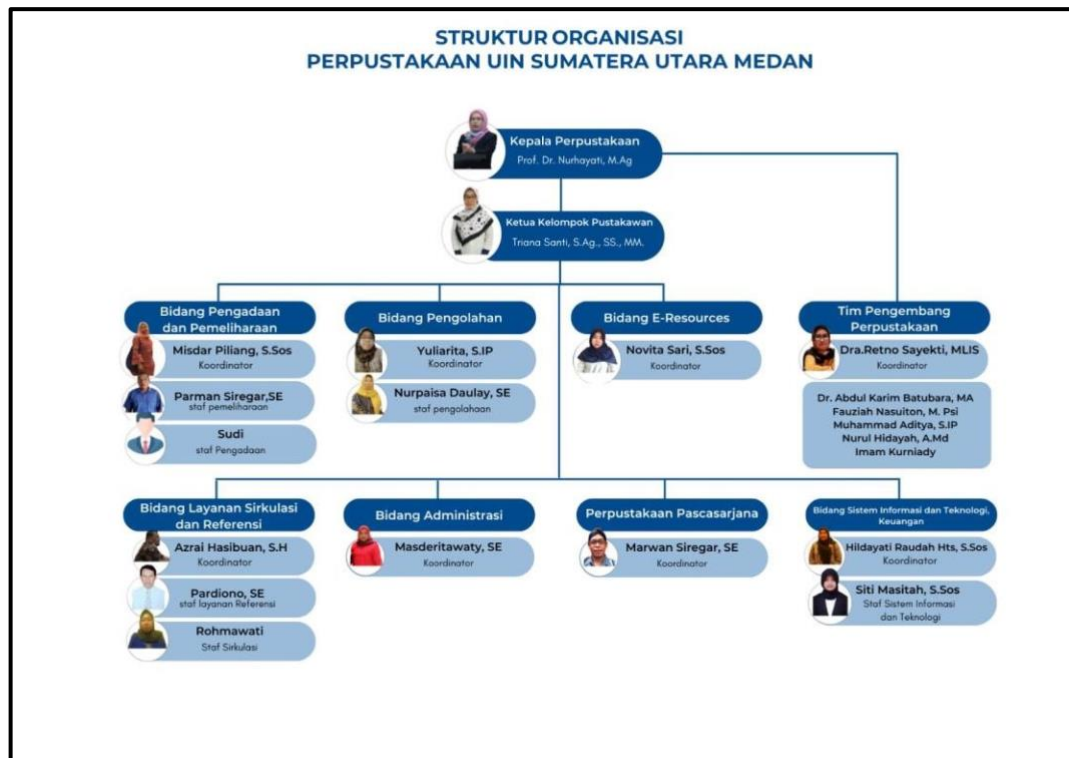 STRUKTUR ORGANISASI
PERPUSTAKAAN UIN SUMATERA UTARA MEDAN
Kepala Perpustakaan
Prof. Dr. Nurhayati, M.Ag
Ketua Kelompok Pustakawan
Triana Santi, S.Ag., SS., MM.
Bidang Pengadaan
dan Pemeliharaan
Misdar Piliang, S.Sos
Koordinator
Parman Siregar,SE
staf pemeliharaan
Sudi
staf Pengadaan
Bidang Pengolahan
Yuliarita, S.IP
Koordinator
Nurpaisa Daulay, SE
staf pengolahaan
Bidang E-Resources
Novita Sari, S.Sos
Koordinator
Tim Pengembang
Perpustakaan
Dra.Retno Sayekti, MLIS
Koordinator
Dr. Abdul Karim Batubara, MA
Fauziah Nasuiton, M. Psi
Muhammad Aditya, S.IP
Nurul Hidayah, A.Md
Imam Kurniady
Bidang Layanan Sirkulasi
dan Referensi
Azrai Hasibuan, S.H
Koordinator
Pardiono, SE
staf layanan Referensi
Rohmawati
Staf Sirkulasi
Bidang Administrasi
Masderitawaty, SE
Koordinator
Perpustakaan Pascasarjana
Marwan Siregar, SE
Koordinator
Bidang Sistem Informasi dan Teknologi,
Keuangan
Hildayati Raudah Hts, S.Sos
Koordinator
Siti Masitah, S.Sos
Staf Sistem Informasi
dan Teknologi